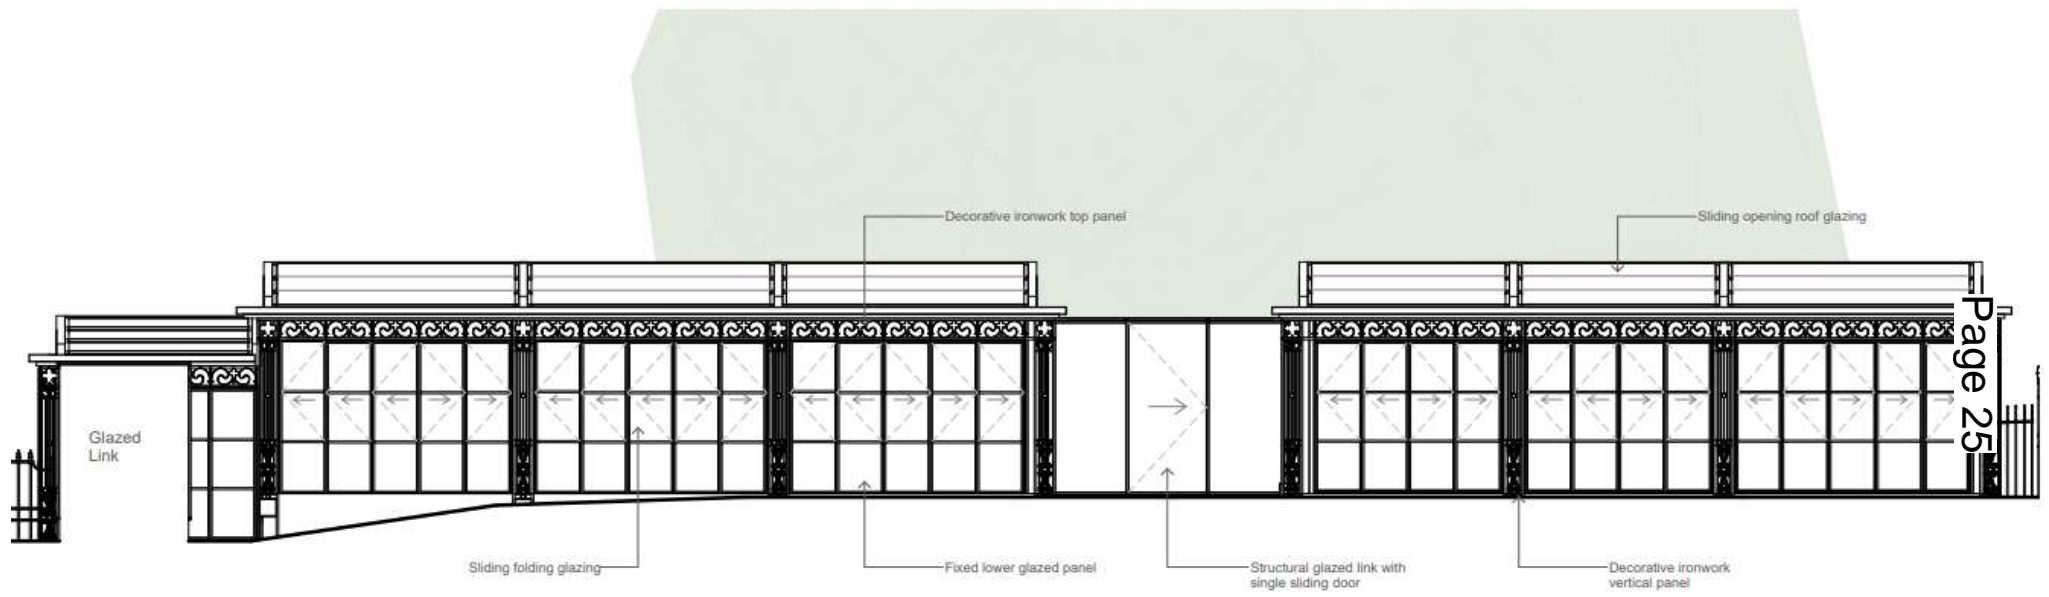 Decorative ironwork top panel
Sliding opening roof glazing
Page 25
Glazed
Link
Sliding folding glazing
Fixed lower glazed panel
Structural glazed link with
single sliding door
Decorative ironwork
vertical panel